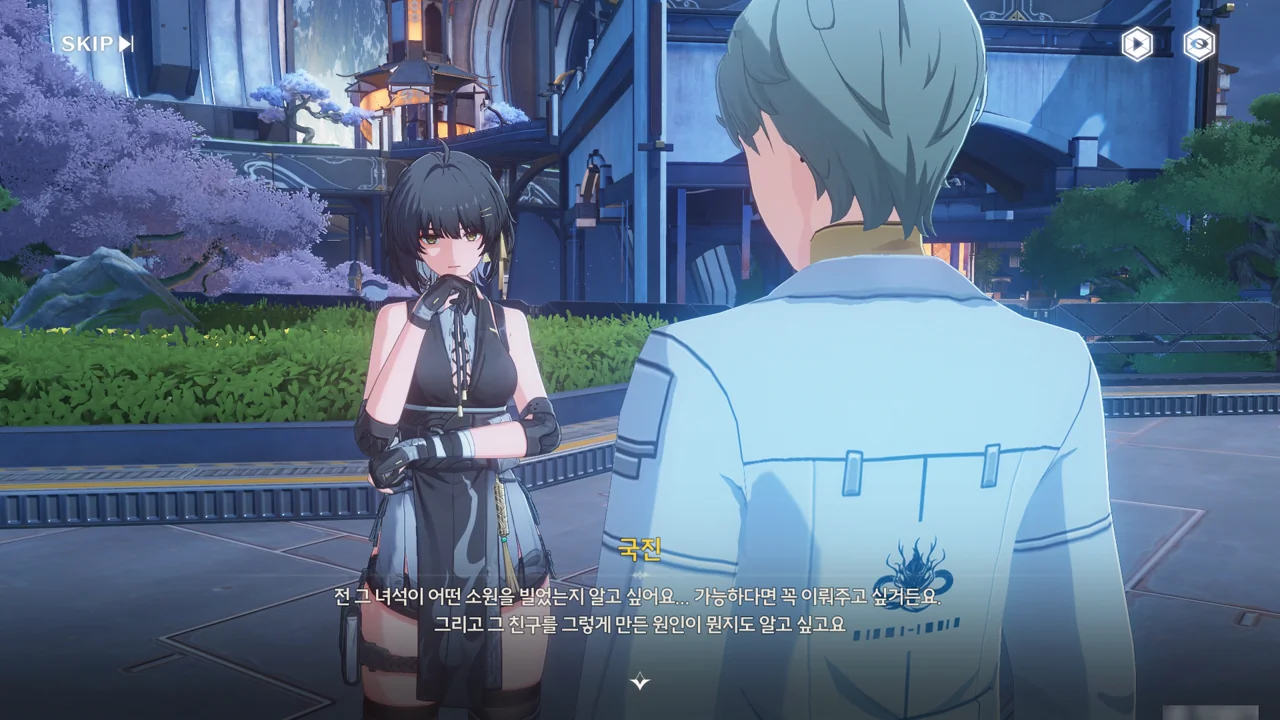 SKIP
국진
전 그 녀석이 어떤 소원을 빌었는지 알고 싶어요... 가능하다면 꼭 이뤄주고 싶거든요.
그리고 그 친구를 그렇게 만든 원인이 뭔지도 알고 싶고요